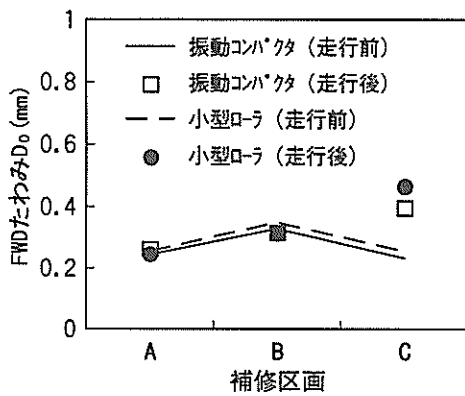 1
0.8
0.6
0.4
0.2
0
FWDたわみD₀(mm)
振動コンパクタ (走行前)
振動コンパクタ (走行後)
小型ローラ (走行前)
小型ローラ (走行後)
A B C
補修区画